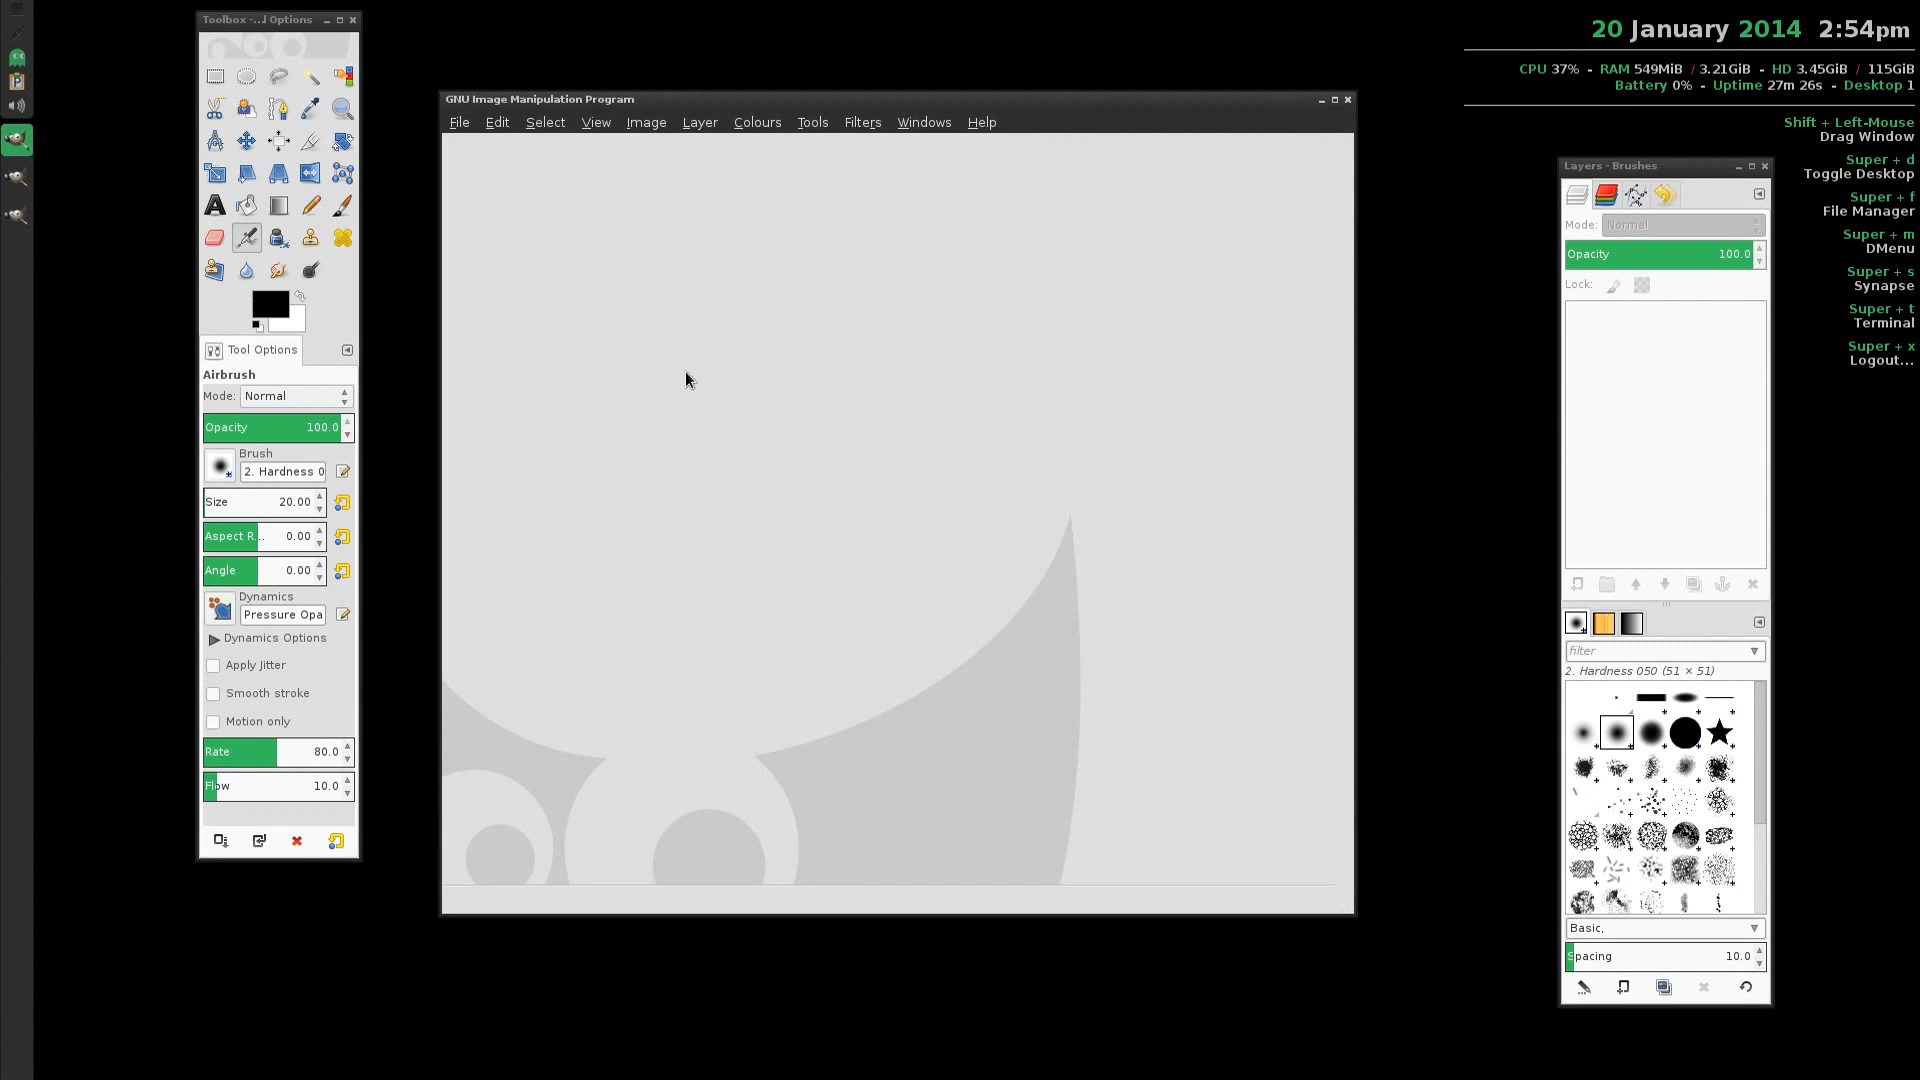 Toolbox -...l Options
Airbrush
Tool Options
Mode: Normal
Opacity 100.0
Brush
2. Hardness 0
Size 20.00
Aspect R... 0.00
Angle 0.00
Dynamics
Pressure Opa
Dynamics Options
Apply Jitter
Smooth stroke
Motion only
Rate 80.0
Flow 10.0
GNU Image Manipulation Program
File Edit Select View Image Layer Colours Tools Filters Windows Help
20 January 2014 2:54pm
CPU 37% - RAM 549MiB / 3.21GiB - HD 3.45GiB / 115GiB
Battery 0% - Uptime 27m 26s - Desktop 1
Shift + Left-Mouse
Drag Window
Super + d
Toggle Desktop
Super + f
File Manager
Super + m
DMenu
Super + s
Synapse
Super + t
Terminal
Super + x
Logout...
Layers - Brushes
Mode: Normal
Opacity 100.0
Lock:
filter
2. Hardness 050 (51 × 51)
Basic,
Spacing 10.0